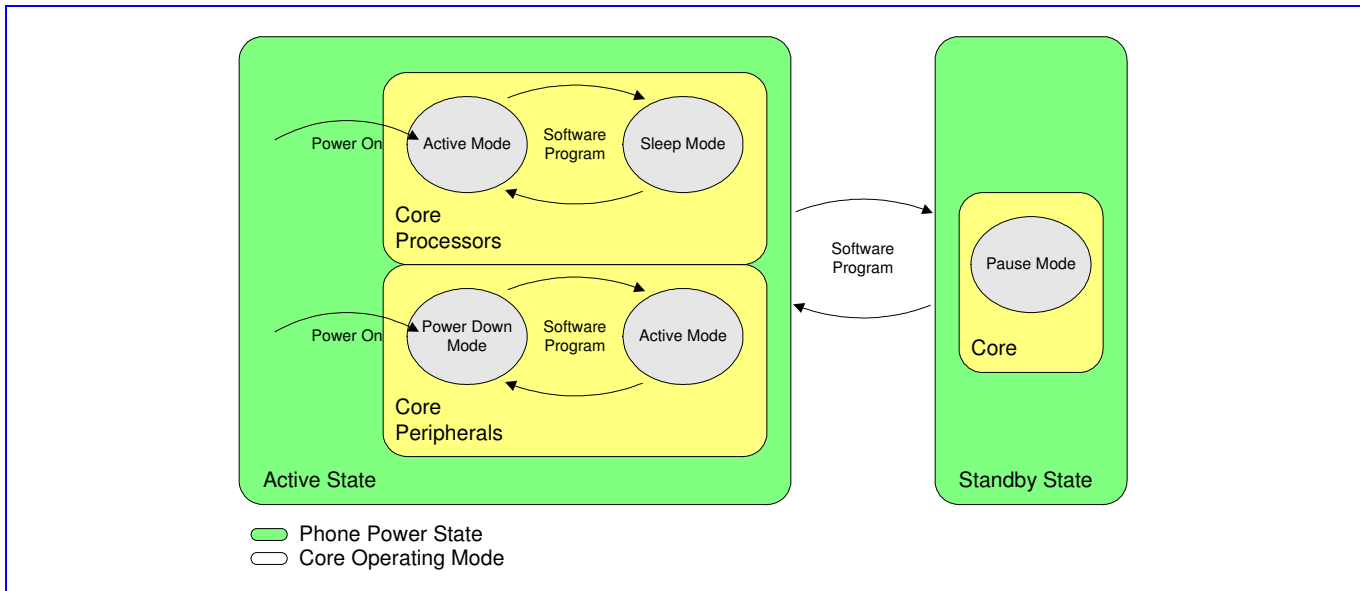 Power On
Active Mode
Software
Program
Sleep Mode
Core
Processors
Power On
Power Down
Mode
Software
Program
Active Mode
Core
Peripherals
Active State
Software
Program
Pause Mode
Core
Standby State
Phone Power State
Core Operating Mode